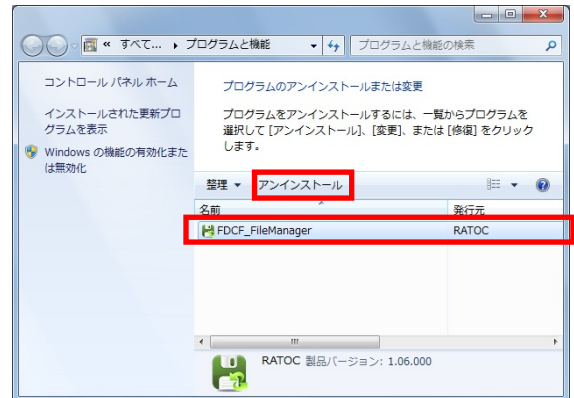 « すべて... ▸ プログラムと機能
プログラムと機能の検索
コントロール パネル ホーム
インストールされた更新プロ
グラムを表示
Windows の機能の有効化また
は無効化
プログラムのアンインストールまたは変更
プログラムをアンインストールするには、一覧からプログラムを
選択して [アンインストール]、[変更]、または [修復] をクリック
します。
整理 ▼ アンインストール
名前 発行元
FDCF_FileManager RATOC
RATOC 製品バージョン: 1.06.000